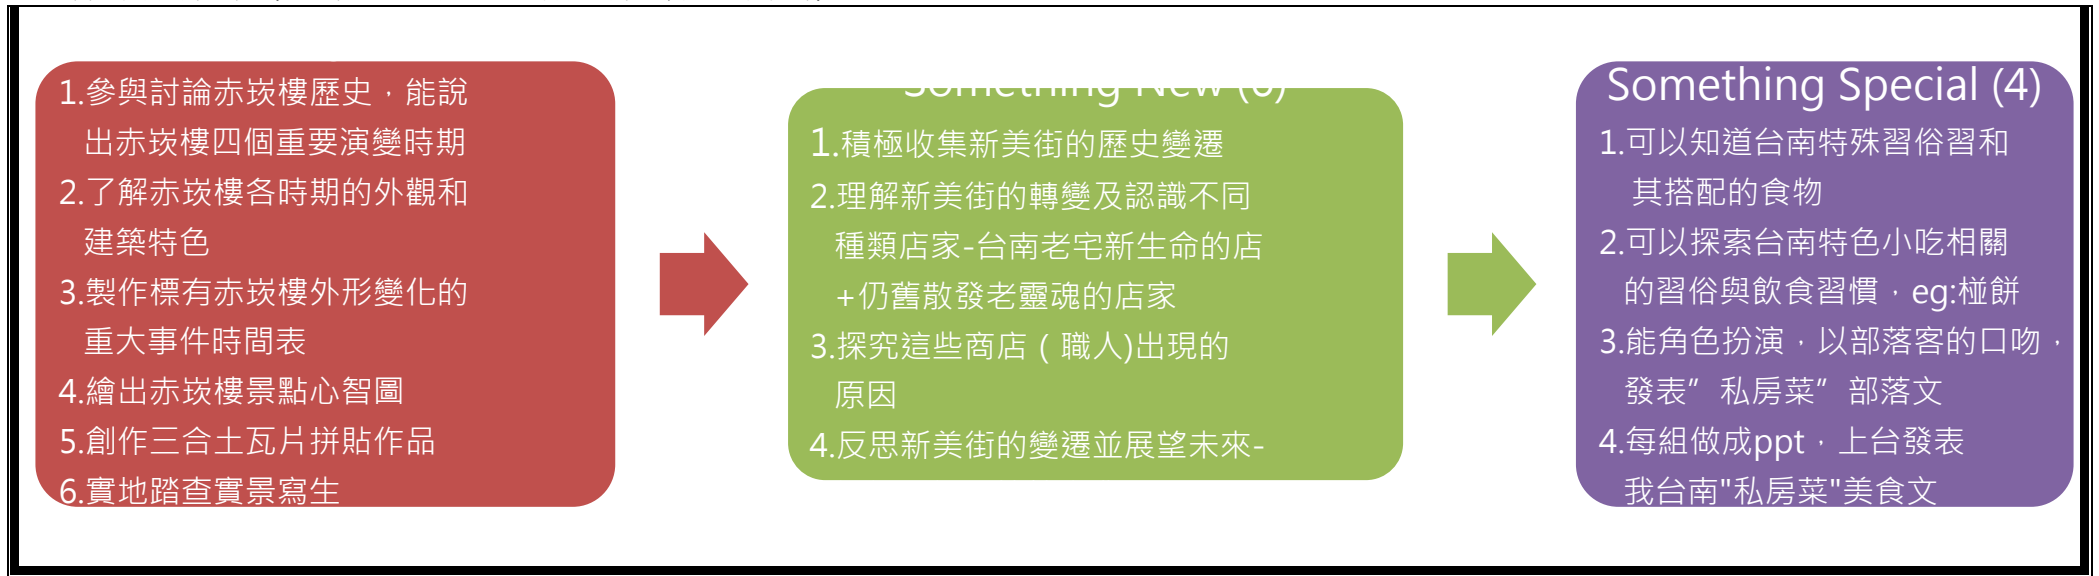 1.參與討論赤崁樓歷史，能說
出赤崁樓四個重要演變時期
2.了解赤崁樓各時期的外觀和
建築特色
3.製作標有赤崁樓外形變化的
重大事件時間表
4.繪出赤崁樓景點心智圖
5.創作三合土瓦片拼貼作品
6.實地踏查實景寫生
Something New (6)
1.積極收集新美街的歷史變遷
2.理解新美街的轉變及認識不同
種類店家-台南老宅新生命的店
+仍舊散發老靈魂的店家
3.探究這些商店（職人)出現的
原因
4.反思新美街的變遷並展望未來-
Something Special (4)
1.可以知道台南特殊習俗習和
其搭配的食物
2.可以探索台南特色小吃相關
的習俗與飲食習慣，eg:椪餅
3.能角色扮演，以部落客的口吻，
發表”私房菜”部落文
4.每組做成ppt，上台發表
我台南"私房菜"美食文